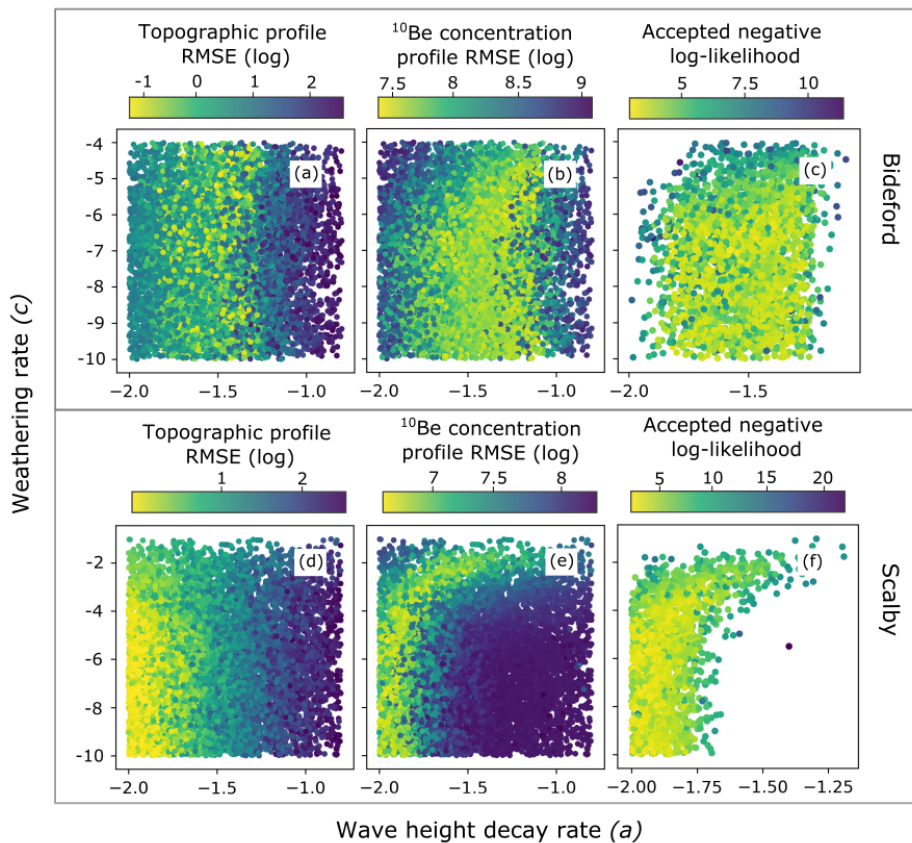 Topographic profile
RMSE (log)
-1 0 1 2
¹⁰Be concentration
profile RMSE (log)
7.5 8 8.5 9
Accepted negative
log-likelihood
5 7.5 10
-4
-5
-6
-7
-8
-9
-10
(a)
−2.0 −1.5 −1.0
(b)
−2.0 −1.5 −1.0
(c)
−2.0 −1.5
Bideford
Weathering rate (c)
Topographic profile
RMSE (log)
1 2
¹⁰Be concentration
profile RMSE (log)
7 8
Accepted negative
log-likelihood
5 10 15 20
-2
-4
-6
-8
-10
(d)
−2.0 −1.5 −1.0
(e)
−2.0 −1.5 −1.0
(f)
−2.00 −1.75 −1.50 −1.25
Scalby
Wave height decay rate (a)